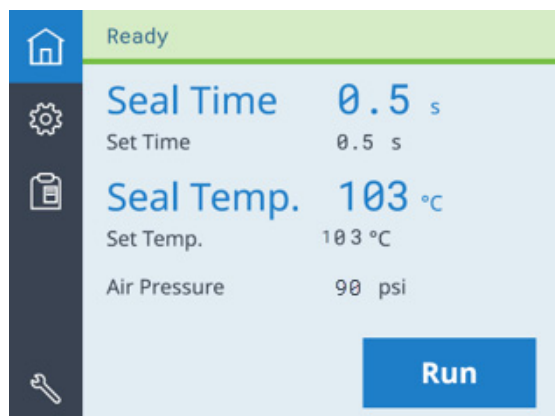 Ready
Seal Time 0.5 s
Set Time 0.5 s
Seal Temp. 103 °C
Set Temp. 103 °C
Air Pressure 90 psi
Run